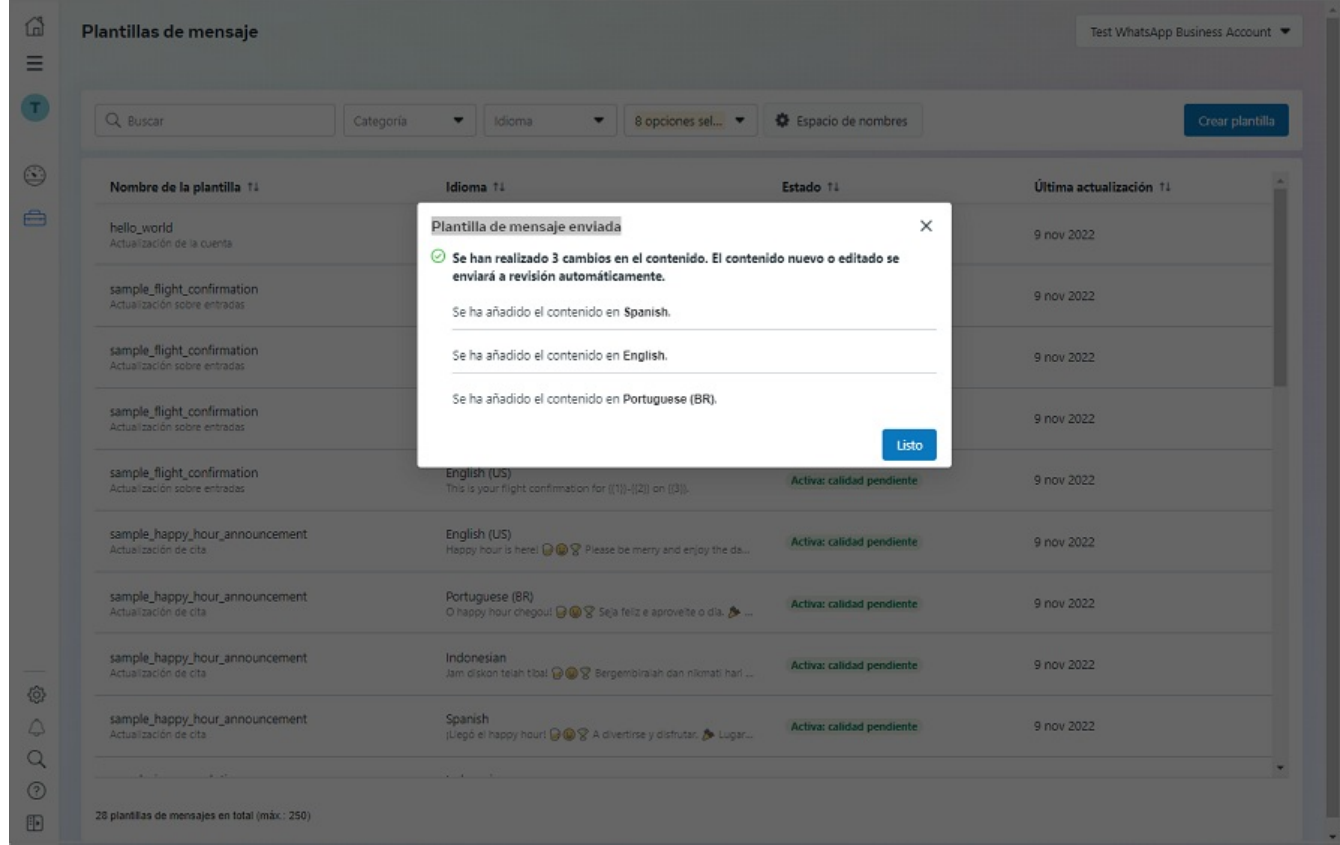 Plantillas de mensaje
Test WhatsApp Business Account
T
Buscar
Categoría
Idioma
8 opciones sel...
Espacio de nombres
Crear plantilla
Nombre de la plantilla
Idioma
Estado
Última actualización
hello_world
Actualización de la cuenta
9 nov 2022
sample_flight_confirmation
Actualización sobre entradas
9 nov 2022
sample_flight_confirmation
Actualización sobre entradas
9 nov 2022
sample_flight_confirmation
Actualización sobre entradas
9 nov 2022
Plantilla de mensaje enviada
Se han realizado 3 cambios en el contenido. El contenido nuevo o editado se
enviará a revisión automáticamente.
Se ha añadido el contenido en Spanish.
Se ha añadido el contenido en English.
Se ha añadido el contenido en Portuguese (BR).
Listo
sample_flight_confirmation
Actualización sobre entradas
English (US)
This is your flight confirmation for {{1}}-{{2}} on {{3}}.
Activa: calidad pendiente
9 nov 2022
sample_happy_hour_announcement
Actualización de cita
English (US)
Happy hour is here! 🍺😀🍸 Please be merry and enjoy the da...
Activa: calidad pendiente
9 nov 2022
sample_happy_hour_announcement
Actualización de cita
Portuguese (BR)
O happy hour chegou! 🍺😀🍸 Seja feliz e aproveite o dia. 🎉 ...
Activa: calidad pendiente
9 nov 2022
sample_happy_hour_announcement
Actualización de cita
Indonesian
Jam diskon telah tiba! 🍺😀🍸 Bergembiralah dan nikmati hari ...
Activa: calidad pendiente
9 nov 2022
sample_happy_hour_announcement
Actualización de cita
Spanish
¡Llegó el happy hour! 🍺😀🍸 A divertirse y disfrutar. 🎉 Lugar...
Activa: calidad pendiente
9 nov 2022
28 plantillas de mensajes en total (máx.: 250)